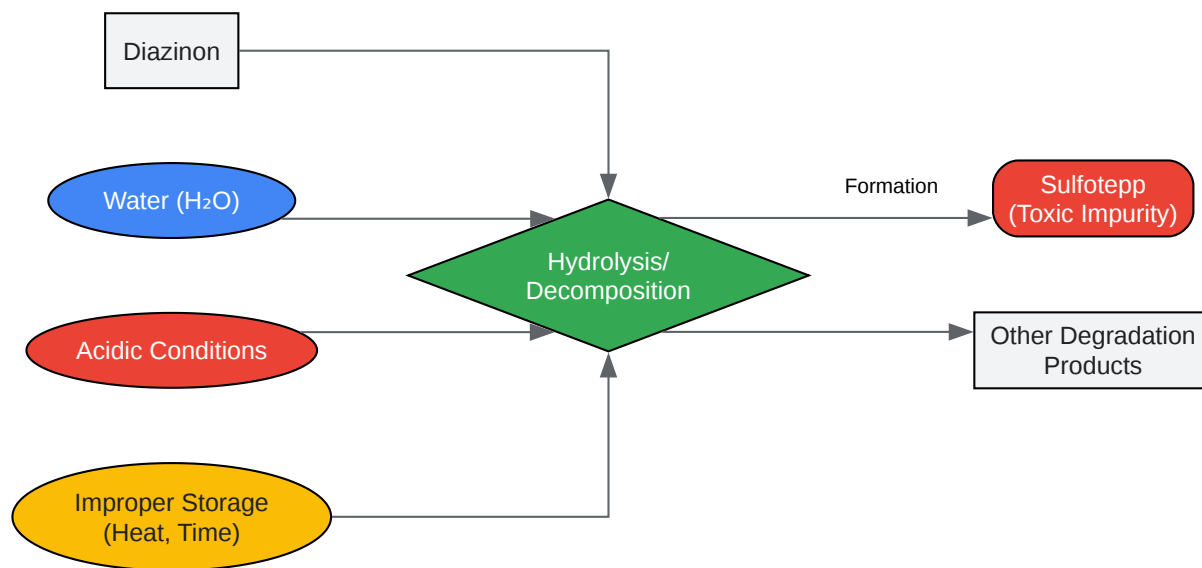 Diazinon
Water (H₂O)
Acidic Conditions
Improper Storage
(Heat, Time)
Hydrolysis/
Decomposition
Formation
Sulfotepp
(Toxic Impurity)
Other Degradation
Products